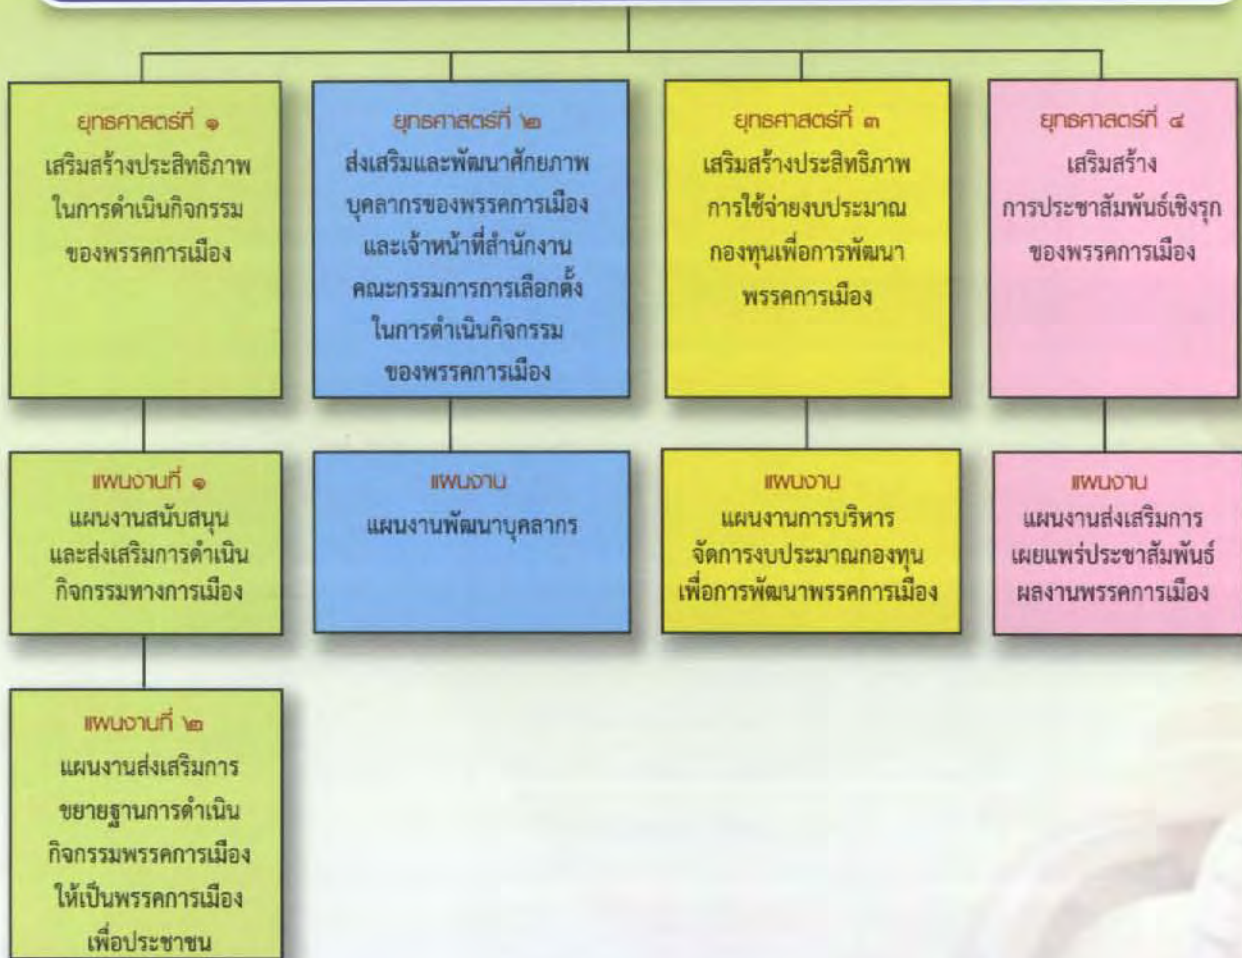 ยุทธศาสตร์ที่ ๑
เสริมสร้างประสิทธิภาพ
ในการดำเนินกิจกรรม
ของพรรคการเมือง
ยุทธศาสตร์ที่ ๒
ส่งเสริมและพัฒนาศักยภาพ
บุคลากรของพรรคการเมือง
และเจ้าหน้าที่สำนักงาน
คณะกรรมการการเลือกตั้ง
ในการดำเนินกิจกรรม
ของพรรคการเมือง
ยุทธศาสตร์ที่ ๓
เสริมสร้างประสิทธิภาพ
การใช้จ่ายงบประมาณ
กองทุนเพื่อการพัฒนา
พรรคการเมือง
ยุทธศาสตร์ที่ ๔
เสริมสร้าง
การประชาสัมพันธ์เชิงรุก
ของพรรคการเมือง
แผนงานที่ ๑
แผนงานสนับสนุน
และส่งเสริมการดำเนิน
กิจกรรมทางการเมือง
แผนงาน
แผนงานพัฒนาบุคลากร
แผนงาน
แผนงานการบริหาร
จัดการงบประมาณกองทุน
เพื่อการพัฒนาพรรคการเมือง
แผนงาน
แผนงานส่งเสริมการ
เผยแพร่ประชาสัมพันธ์
ผลงานพรรคการเมือง
แผนงานที่ ๒
แผนงานส่งเสริมการ
ขยายฐานการดำเนิน
กิจกรรมพรรคการเมือง
ให้เป็นพรรคการเมือง
เพื่อประชาชน